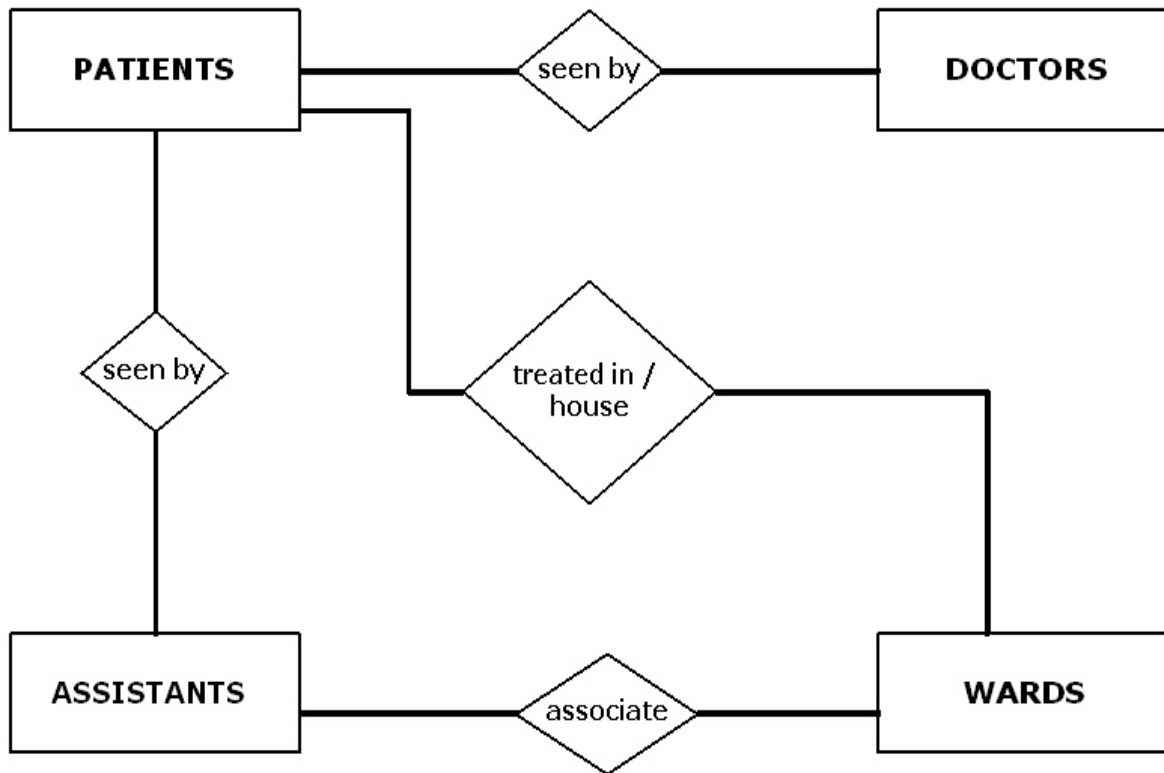 PATIENTS
seen by
DOCTORS
seen by
treated in /
house
ASSISTANTS
associate
WARDS